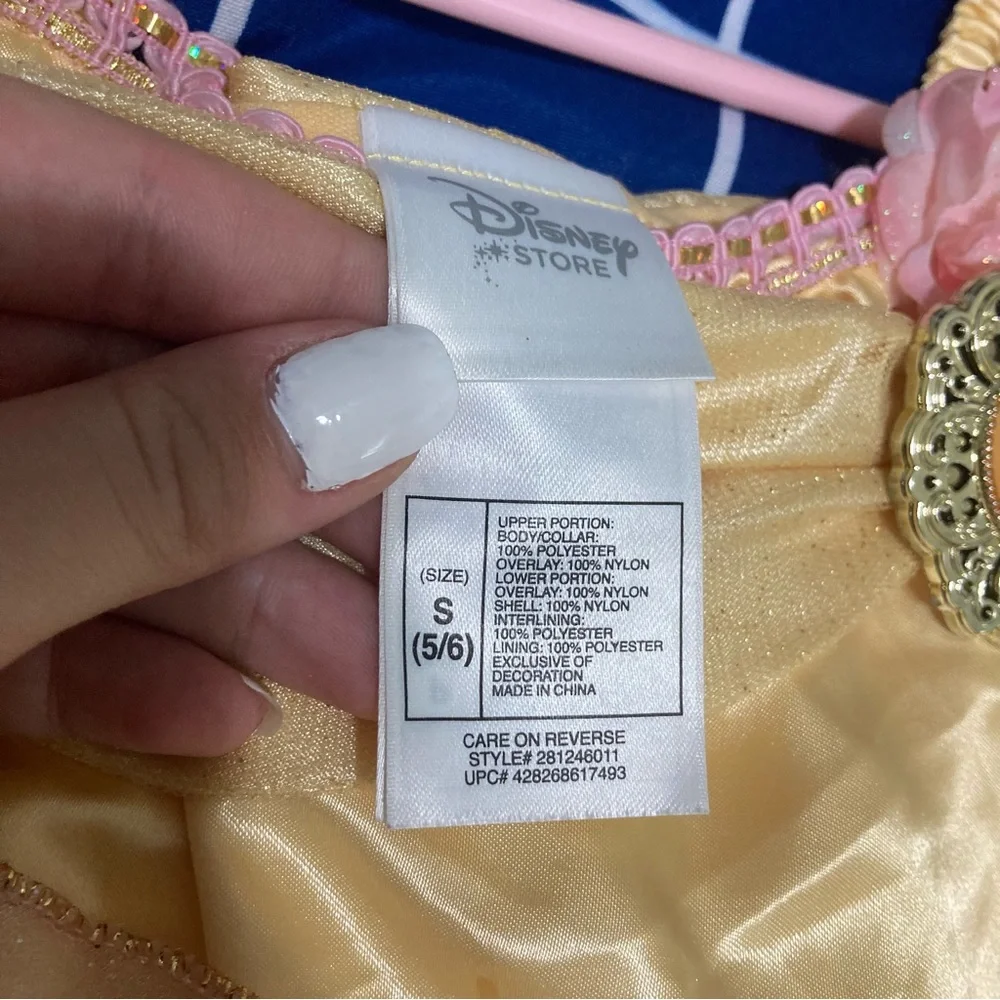 Disney
STORE
(SIZE)
S
(5/6)
UPPER PORTION:
BODY/COLLAR:
100% POLYESTER
OVERLAY: 100% NYLON
LOWER PORTION:
OVERLAY: 100% NYLON
SHELL: 100% NYLON
INTERLINING:
100% POLYESTER
LINING: 100% POLYESTER
EXCLUSIVE OF
DECORATION
MADE IN CHINA
CARE ON REVERSE
STYLE# 281246011
UPC# 428268617493